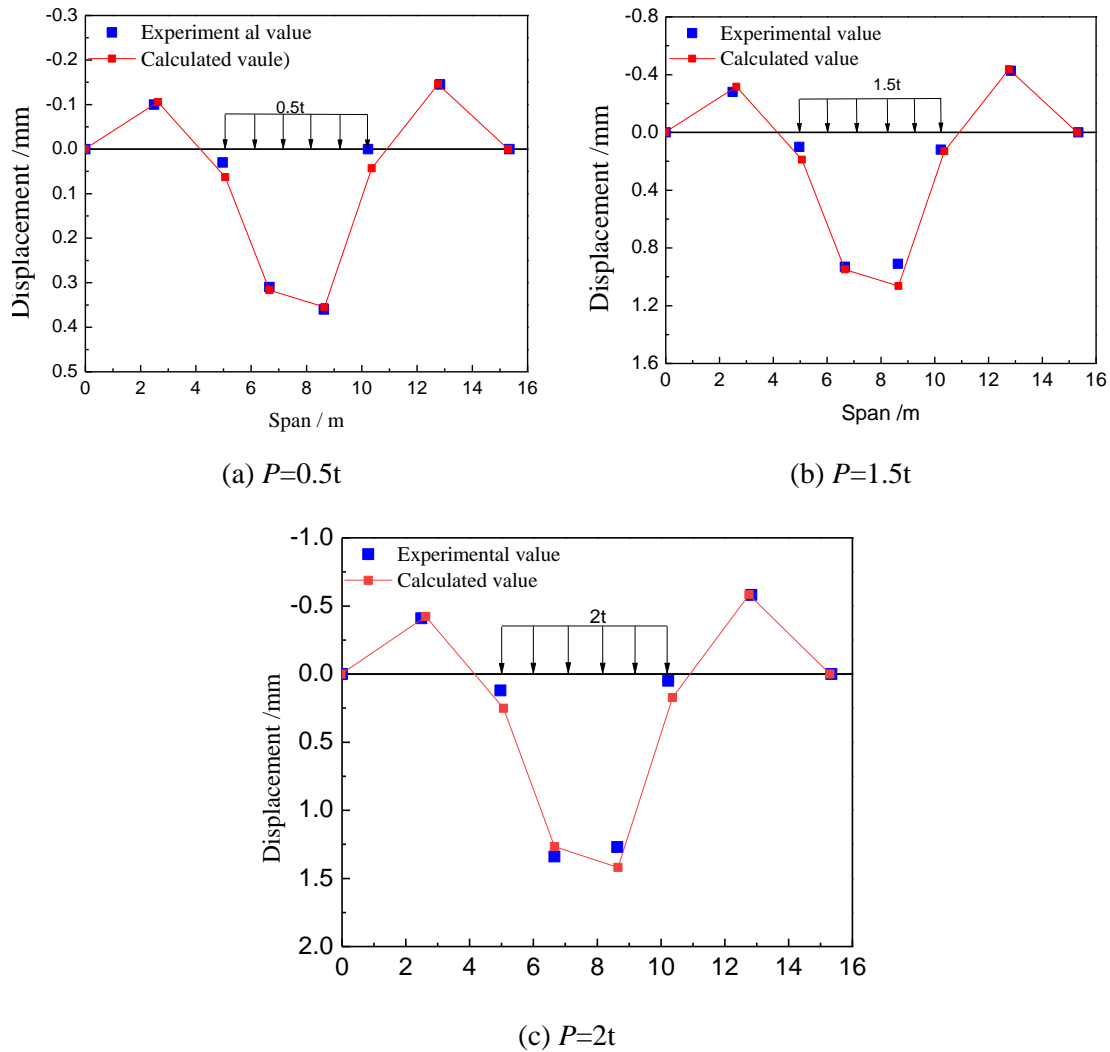 -0.3
-0.2
-0.1
0.0
0.1
0.2
0.3
0.4
0.5
Displacement /mm
Experiment al value
Calculated vaule)
0.5t
0 2 4 6 8 10 12 14 16
Span / m
(a) P=0.5t
-0.8
-0.4
0.0
0.4
0.8
1.2
1.6
Displacement /mm
Experimental value
Calculated value
1.5t
0 2 4 6 8 10 12 14 16
Span /m
(b) P=1.5t
-1.0
-0.5
0.0
0.5
1.0
1.5
2.0
Displacement /mm
Experimental value
Calculated value
2t
0 2 4 6 8 10 12 14 16
(c) P=2t